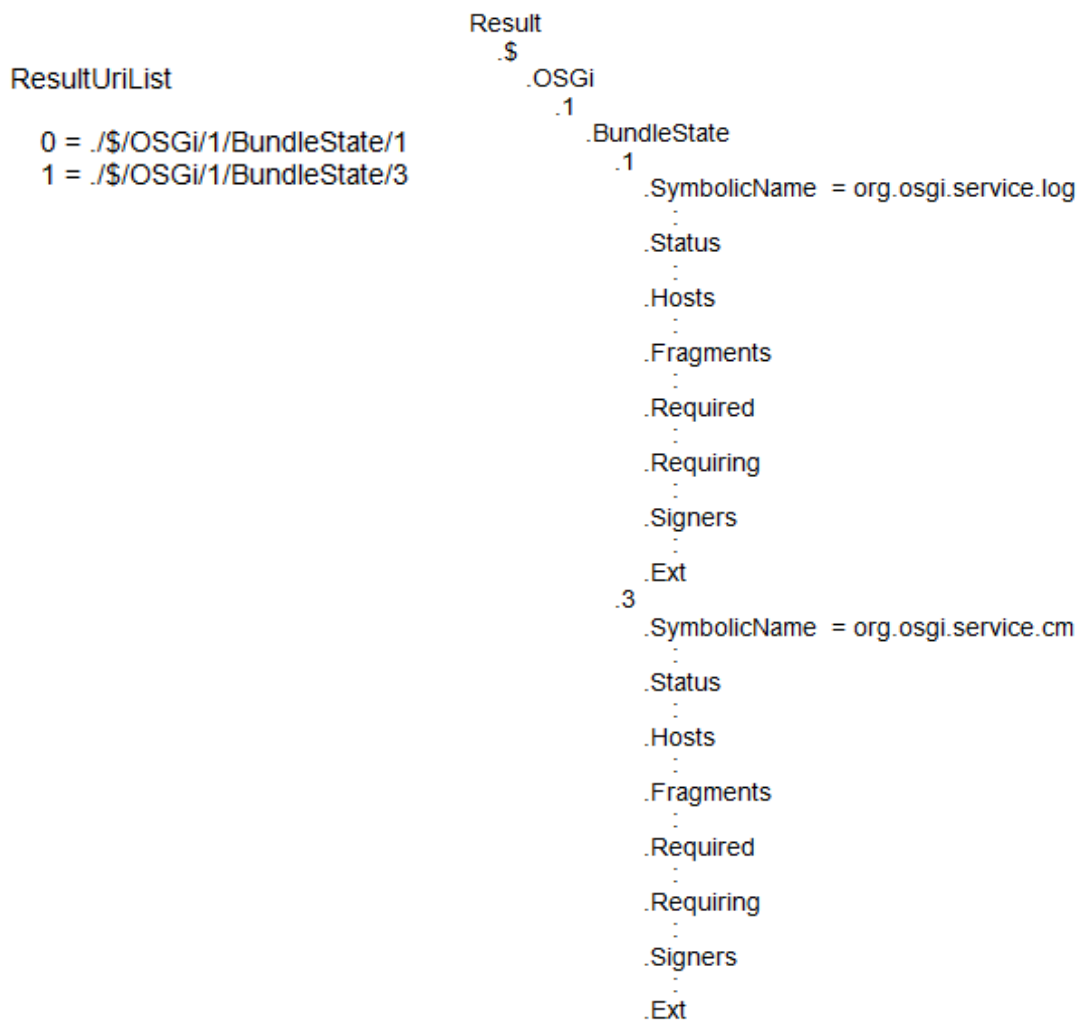 ResultUriList
0 = ./$/OSGi/1/BundleState/1
1 = ./$/OSGi/1/BundleState/3
Result
.$
.OSGi
.1
.BundleState
.1
.SymbolicName = org.osgi.service.log
:
.Status
:
.Hosts
:
.Fragments
:
.Required
:
.Requiring
:
.Signers
:
.Ext
.3
.SymbolicName = org.osgi.service.cm
:
.Status
:
.Hosts
:
.Fragments
:
.Required
:
.Requiring
:
.Signers
:
.Ext